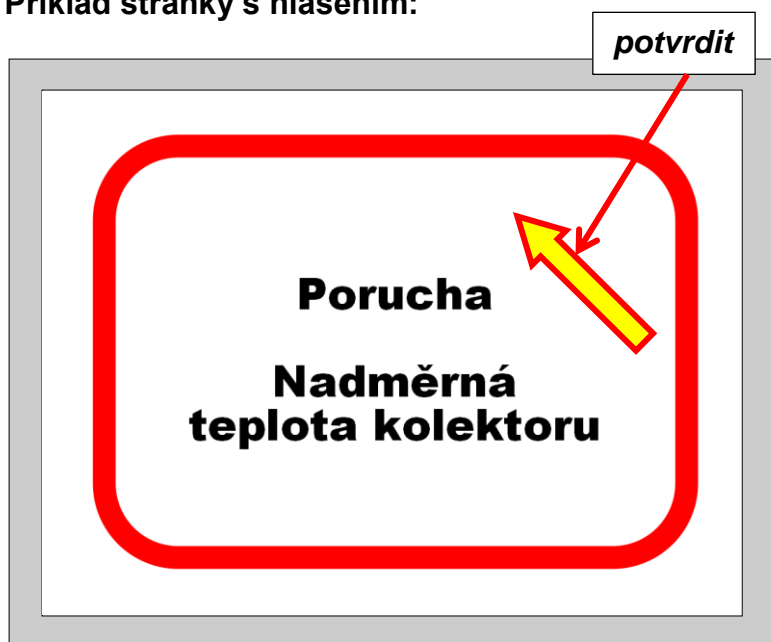 Příklad stránky s hlášením:
potvrdit
Porucha
Nadměrná
teplota kolektoru